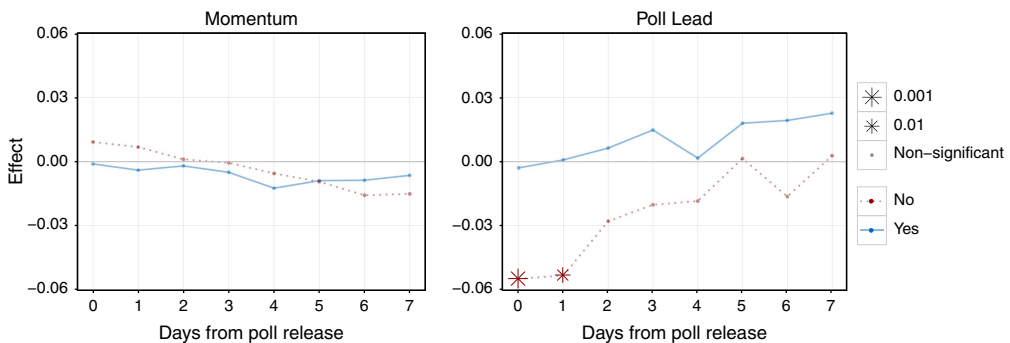 Momentum
Poll Lead
Effect
0.06
0.03
0.00
−0.03
−0.06
0 1 2 3 4 5 6 7
Days from poll release
0.06
0.03
0.00
−0.03
−0.06
0 1 2 3 4 5 6 7
Days from poll release
0.001
0.01
Non−significant
No
Yes